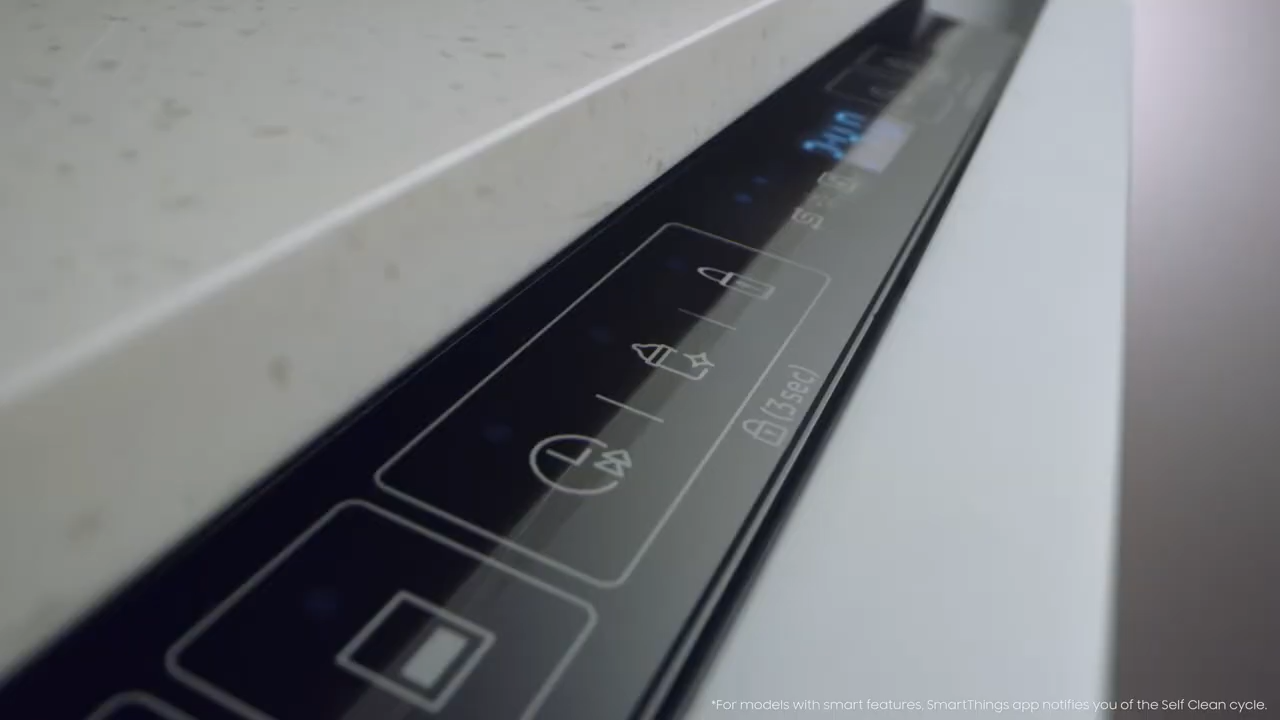 (3sec)
*For models with smart features, SmartThings app notifies you of the Self Clean cycle.